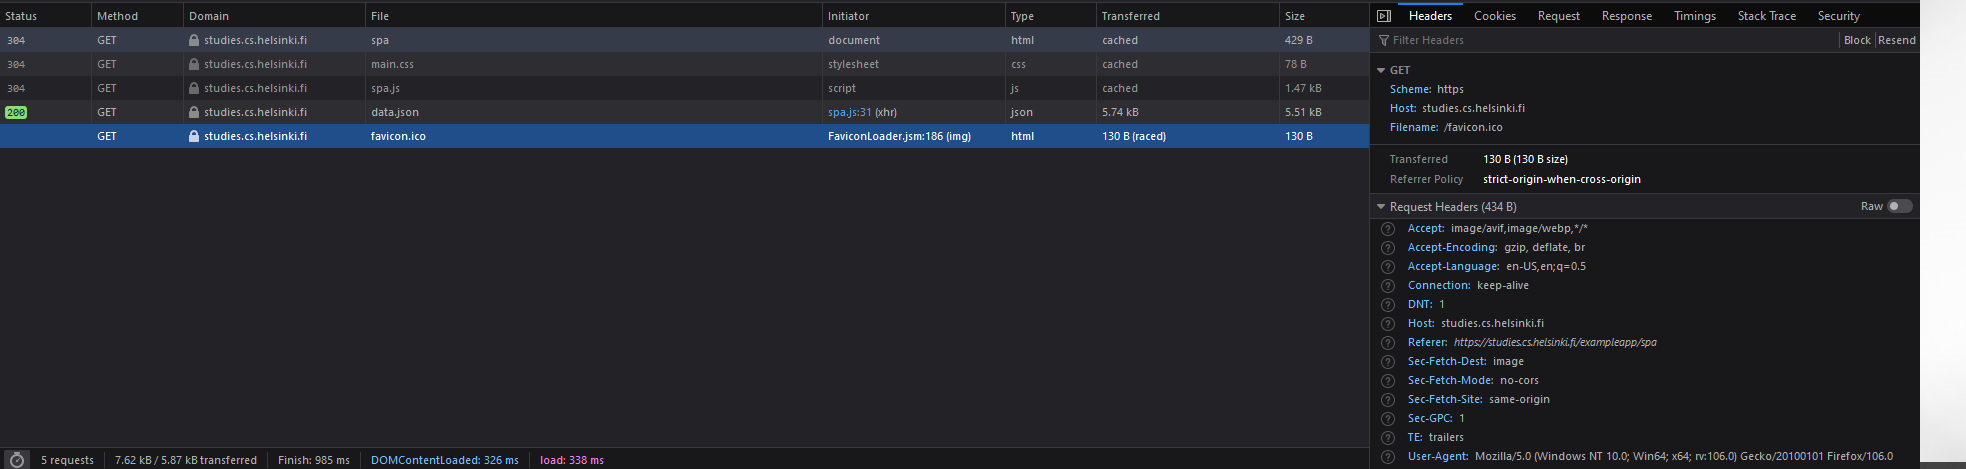 Status Method Domain File Initiator Type Transferred Size
304 GET studies.cs.helsinki.fi spa document html cached 429 B
304 GET studies.cs.helsinki.fi main.css stylesheet css cached 78 B
304 GET studies.cs.helsinki.fi spa.js script js cached 1.47 kB
200 GET studies.cs.helsinki.fi data.json spa.js:31 (xhr) json 5.74 kB 5.51 kB
GET studies.cs.helsinki.fi favicon.ico FaviconLoader.jsm:186 (img) html 130 B (raced) 130 B
5 requests 7.62 kB / 5.87 kB transferred Finish: 985 ms DOMContentLoaded: 326 ms load: 338 ms
Headers Cookies Request Response Timings Stack Trace Security
Filter Headers Block Resend
GET
Scheme: https
Host: studies.cs.helsinki.fi
Filename: /favicon.ico
Transferred 130 B (130 B size)
Referrer Policy strict-origin-when-cross-origin
Request Headers (434 B) Raw
Accept: image/avif,image/webp,*/*
Accept-Encoding: gzip, deflate, br
Accept-Language: en-US,en;q=0.5
Connection: keep-alive
DNT: 1
Host: studies.cs.helsinki.fi
Referer: https://studies.cs.helsinki.fi/exampleapp/spa
Sec-Fetch-Dest: image
Sec-Fetch-Mode: no-cors
Sec-Fetch-Site: same-origin
Sec-GPC: 1
TE: trailers
User-Agent: Mozilla/5.0 (Windows NT 10.0; Win64; x64; rv:106.0) Gecko/20100101 Firefox/106.0